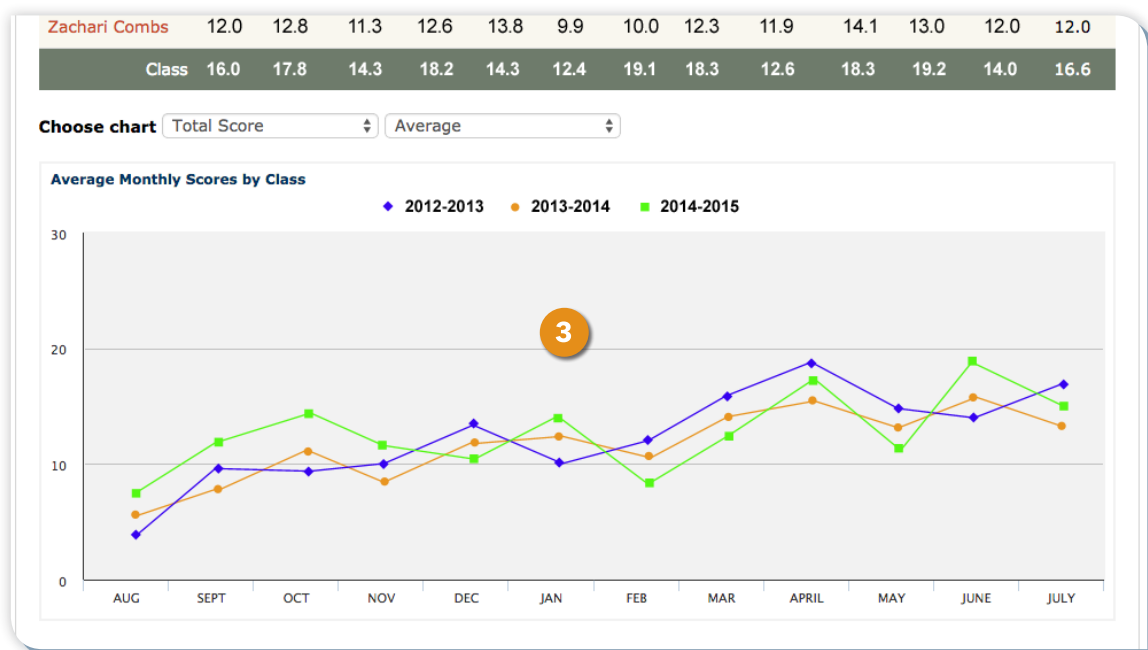 Zachari Combs 12.0 12.8 11.3 12.6 13.8 9.9 10.0 12.3 11.9 14.1 13.0 12.0 12.0
Class 16.0 17.8 14.3 18.2 14.3 12.4 19.1 18.3 12.6 18.3 19.2 14.0 16.6
Choose chart Total Score Average
Average Monthly Scores by Class
2012-2013 2013-2014 2014-2015
30
3
20
10
0
AUG SEPT OCT NOV DEC JAN FEB MAR APRIL MAY JUNE JULY